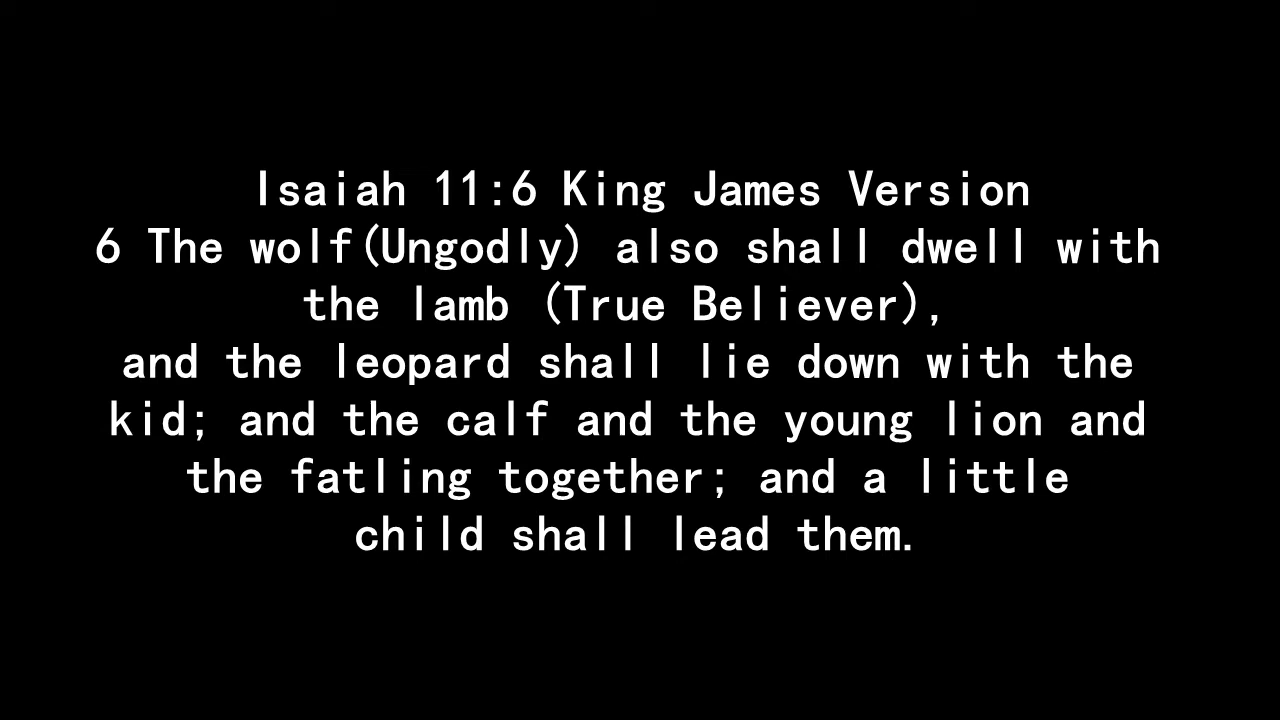 Isaiah 11:6 King James Version
6 The wolf(Ungodly) also shall dwell with
the lamb (True Believer),
and the leopard shall lie down with the
kid; and the calf and the young lion and
the fatling together; and a little
child shall lead them.